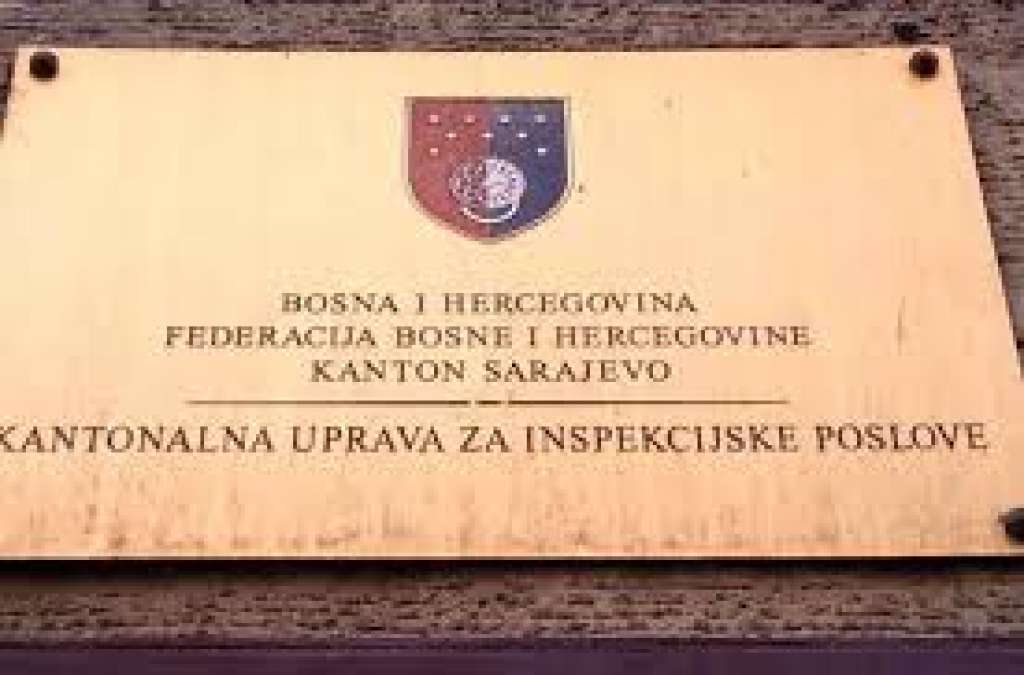 BOSNA I HERCEGOVINA
FEDERACIJA BOSNE I HERCEGOVINE
KANTON SARAJEVO
KANTONALNA UPRAVA ZA INSPEKCIJSKE POSLOVE